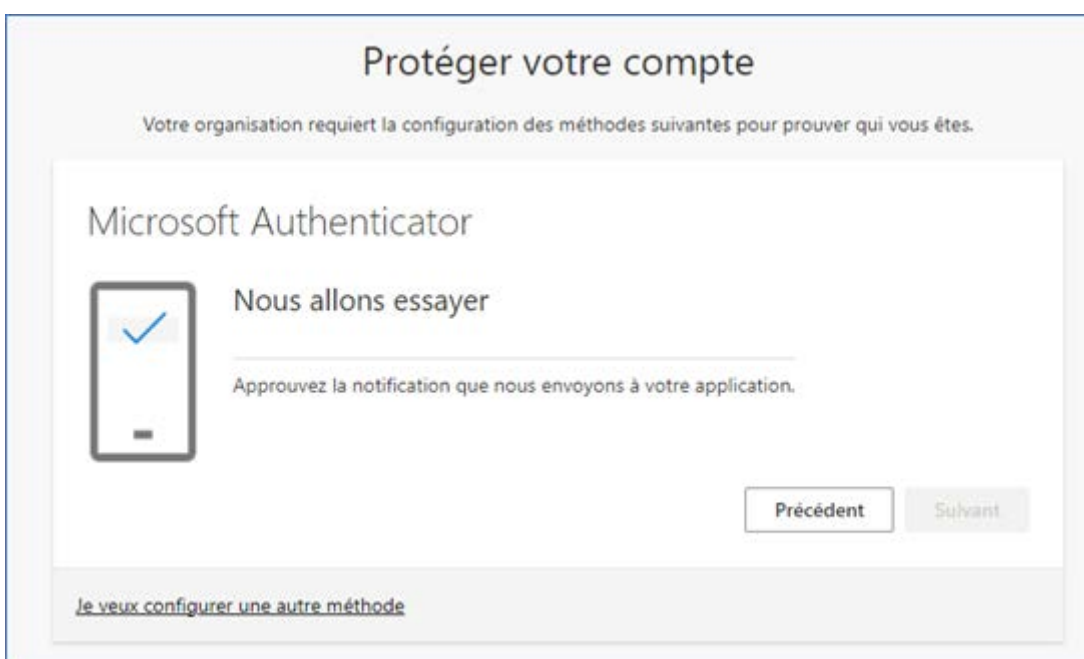 Protéger votre compte
Votre organisation requiert la configuration des méthodes suivantes pour prouver qui vous êtes.
Microsoft Authenticator
Nous allons essayer
Approuvez la notification que nous envoyons à votre application.
Précédent Suivant
Je veux configurer une autre méthode